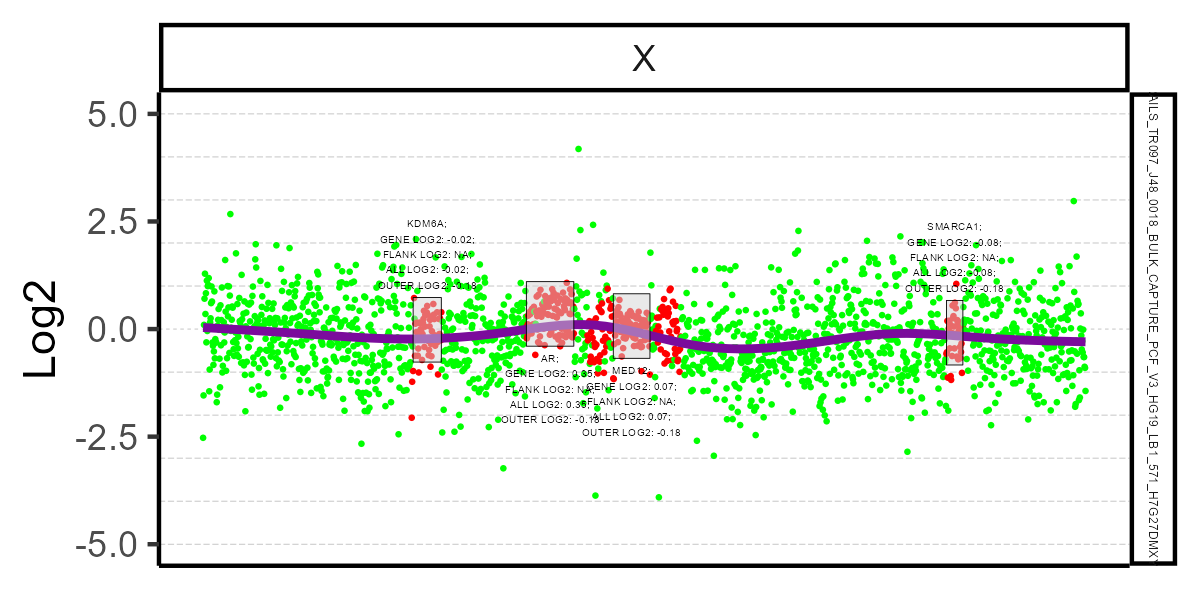 X
5.0
2.5
0.0
-2.5
-5.0
Log2
KDM6A;
GENE LOG2: -0.02;
FLANK LOG2: NA;
ALL LOG2: -0.02;
OUTER LOG2: -0.18
AR;
GENE LOG2: 0.35;
FLANK LOG2: NA;
ALL LOG2: 0.35;
OUTER LOG2: -0.18
MED12;
GENE LOG2: 0.07;
FLANK LOG2: NA;
ALL LOG2: 0.07;
OUTER LOG2: -0.18
SMARCA1;
GENE LOG2: -0.08;
FLANK LOG2: NA;
ALL LOG2: -0.08;
OUTER LOG2: -0.18
AILS_TR097_J48_0018_BULK_CAPTURE_PCF_V3_HG19_LB1_571_H7G27DMX